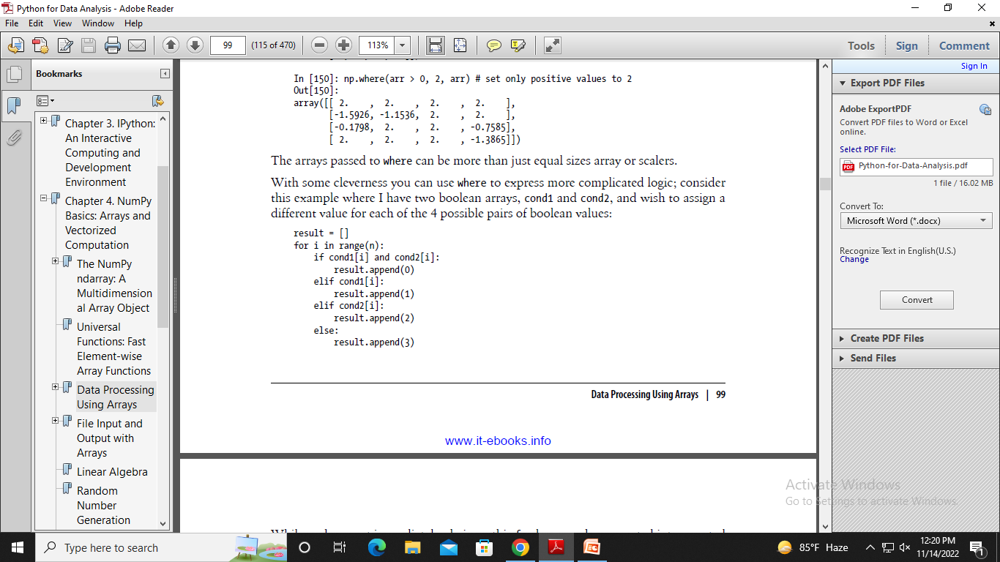 Python for Data Analysis - Adobe Reader
File Edit View Window Help
99 (115 of 470) 113% Tools Sign Comment
Bookmarks
Chapter 3. IPython:
An Interactive
Computing and
Development
Environment
Chapter 4. NumPy
Basics: Arrays and
Vectorized
Computation
The NumPy
ndarray: A
Multidimension
al Array Object
Universal
Functions: Fast
Element-wise
Array Functions
Data Processing
Using Arrays
File Input and
Output with
Arrays
Linear Algebra
Random
Number
Generation
In [150]: np.where(arr > 0, 2, arr) # set only positive values to 2
Out[150]:
array([[ 2. , 2. , 2. , 2. ],
[-1.5926, -1.1536, 2. , 2. ],
[-0.1798, 2. , 2. , -0.7585],
[ 2. , 2. , 2. , -1.3865]])
The arrays passed to where can be more than just equal sizes array or scalers.
With some cleverness you can use where to express more complicated logic; consider
this example where I have two boolean arrays, cond1 and cond2, and wish to assign a
different value for each of the 4 possible pairs of boolean values:
result = []
for i in range(n):
if cond1[i] and cond2[i]:
result.append(0)
elif cond1[i]:
result.append(1)
elif cond2[i]:
result.append(2)
else:
result.append(3)
Data Processing Using Arrays | 99
www.it-ebooks.info
Sign In
Export PDF Files
Adobe ExportPDF
Convert PDF files to Word or Excel
online.
Select PDF File:
PDF Python-for-Data-Analysis.pdf
1 file / 16.02 MB
Convert To:
Microsoft Word (*.docx)
Recognize Text in English(U.S.)
Change
Convert
Create PDF Files
Send Files
Activate Windows
Go to Settings to activate Windows.
Type here to search
85°F Haze
12:20 PM
11/14/2022
1